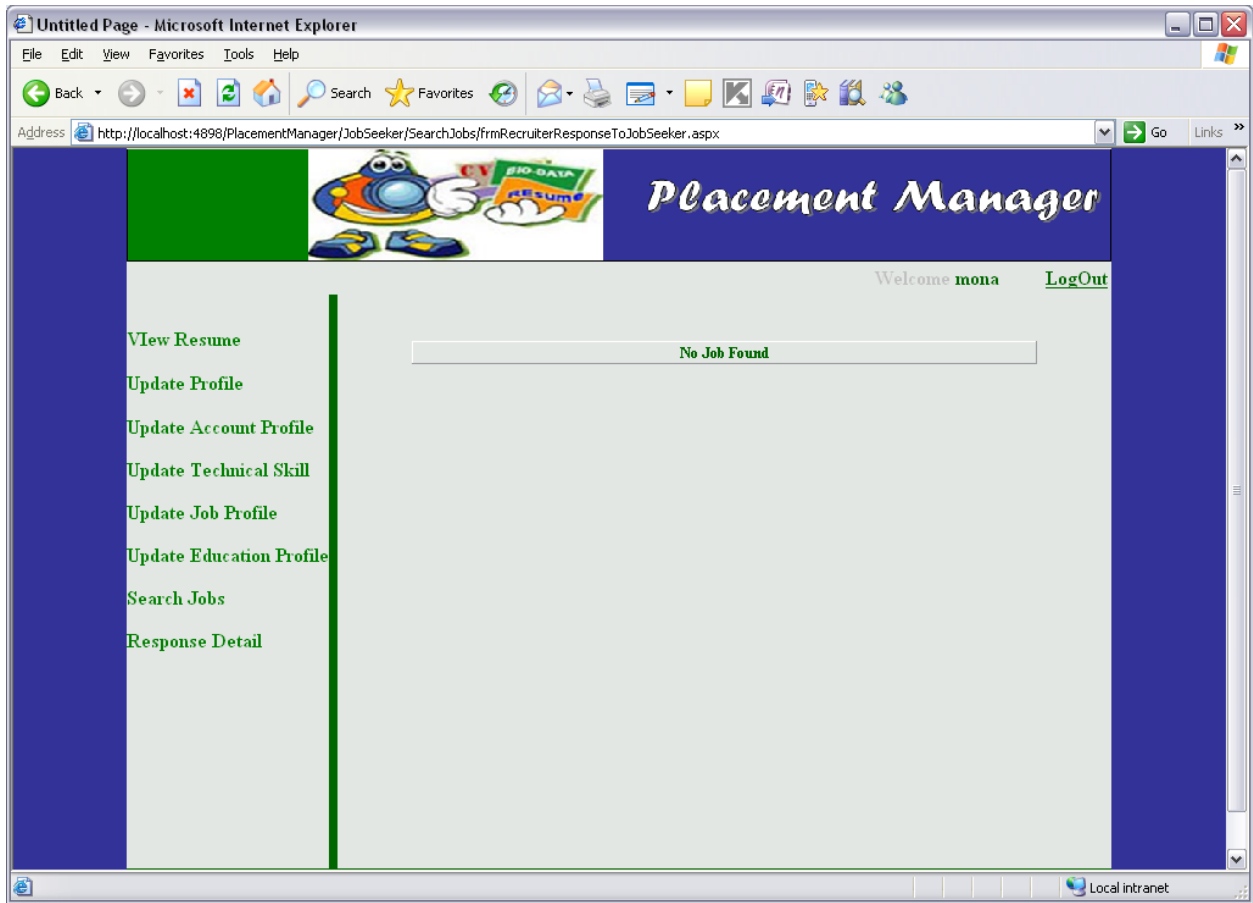 Untitled Page - Microsoft Internet Explorer
File Edit View Favorites Tools Help
Back Search Favorites
Address http://localhost:4898/PlacementManager/JobSeeker/SearchJobs/frmRecruiterResponseToJobSeeker.aspx Go Links »
CV BIO-DATA
RESUME
Placement Manager
Welcome mona LogOut
VIew Resume
No Job Found
Update Profile
Update Account Profile
Update Technical Skill
Update Job Profile
Update Education Profile
Search Jobs
Response Detail
Local intranet